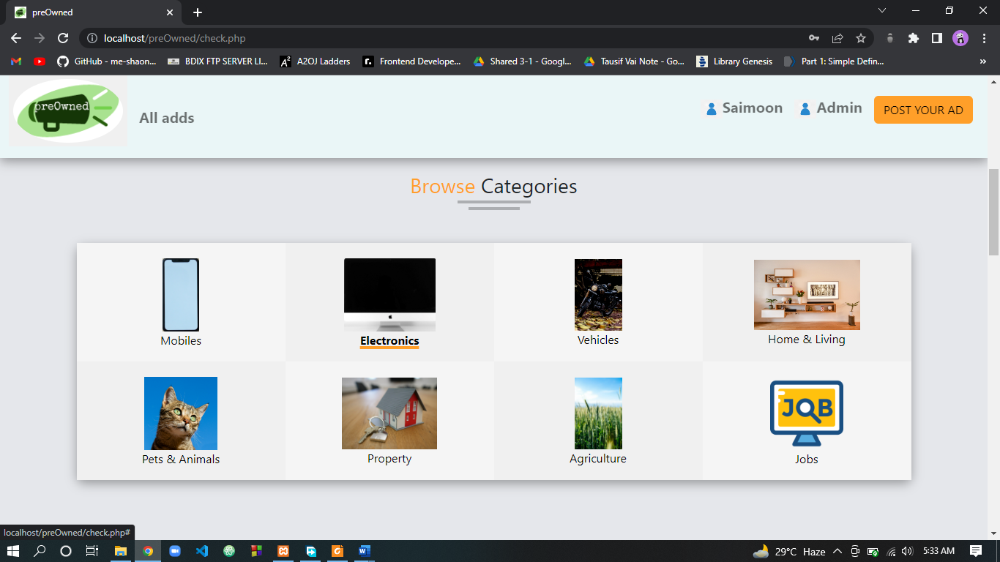 preOwned
localhost/preOwned/check.php
GitHub - me-shaon...
BDIX FTP SERVER LI...
A2OJ Ladders
Frontend Develope...
Shared 3-1 - Googl...
Tausif Vai Note - Go...
Library Genesis
Part 1: Simple Defin...
»
preOwned
All adds
Saimoon
Admin
POST YOUR AD
Browse Categories
Mobiles
Electronics
Vehicles
Home & Living
Pets & Animals
Property
Agriculture
JOB
Jobs
localhost/preOwned/check.php#
29°C Haze
5:33 AM